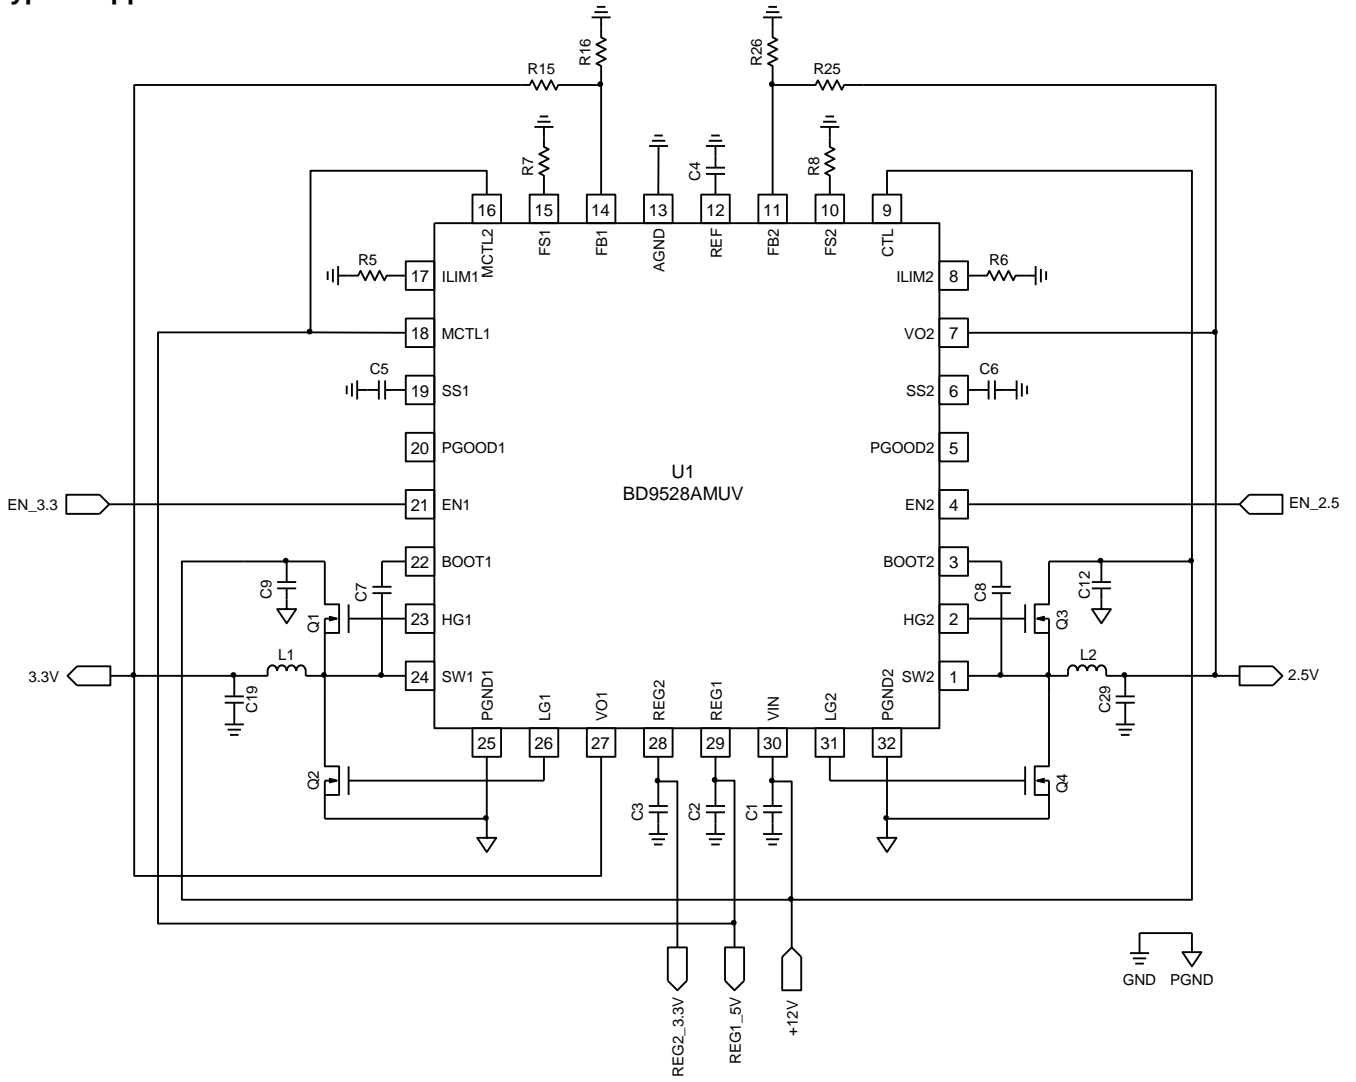 R16
R26
R15
R25
R7
C4
R8
16
15
14
13
12
11
10
9
MCTL2
FS1
FB1
AGND
REF
FB2
FS2
CTL
R5
17
ILIM1
ILIM2
8
R6
18
MCTL1
VO2
7
C5
19
SS1
SS2
6
C6
20
PGOOD1
PGOOD2
5
U1
BD9528AMUV
EN_3.3
21
EN1
EN2
4
EN_2.5
22
BOOT1
BOOT2
3
C9
C7
C8
C12
Q1
23
HG1
HG2
2
Q3
3.3V
L1
24
SW1
SW2
1
L2
2.5V
C19
C29
PGND1
LG1
VO1
REG2
REG1
VIN
LG2
PGND2
25
26
27
28
29
30
31
32
Q2
C3
C2
C1
Q4
REG2_3.3V
REG1_5V
+12V
GND
PGND